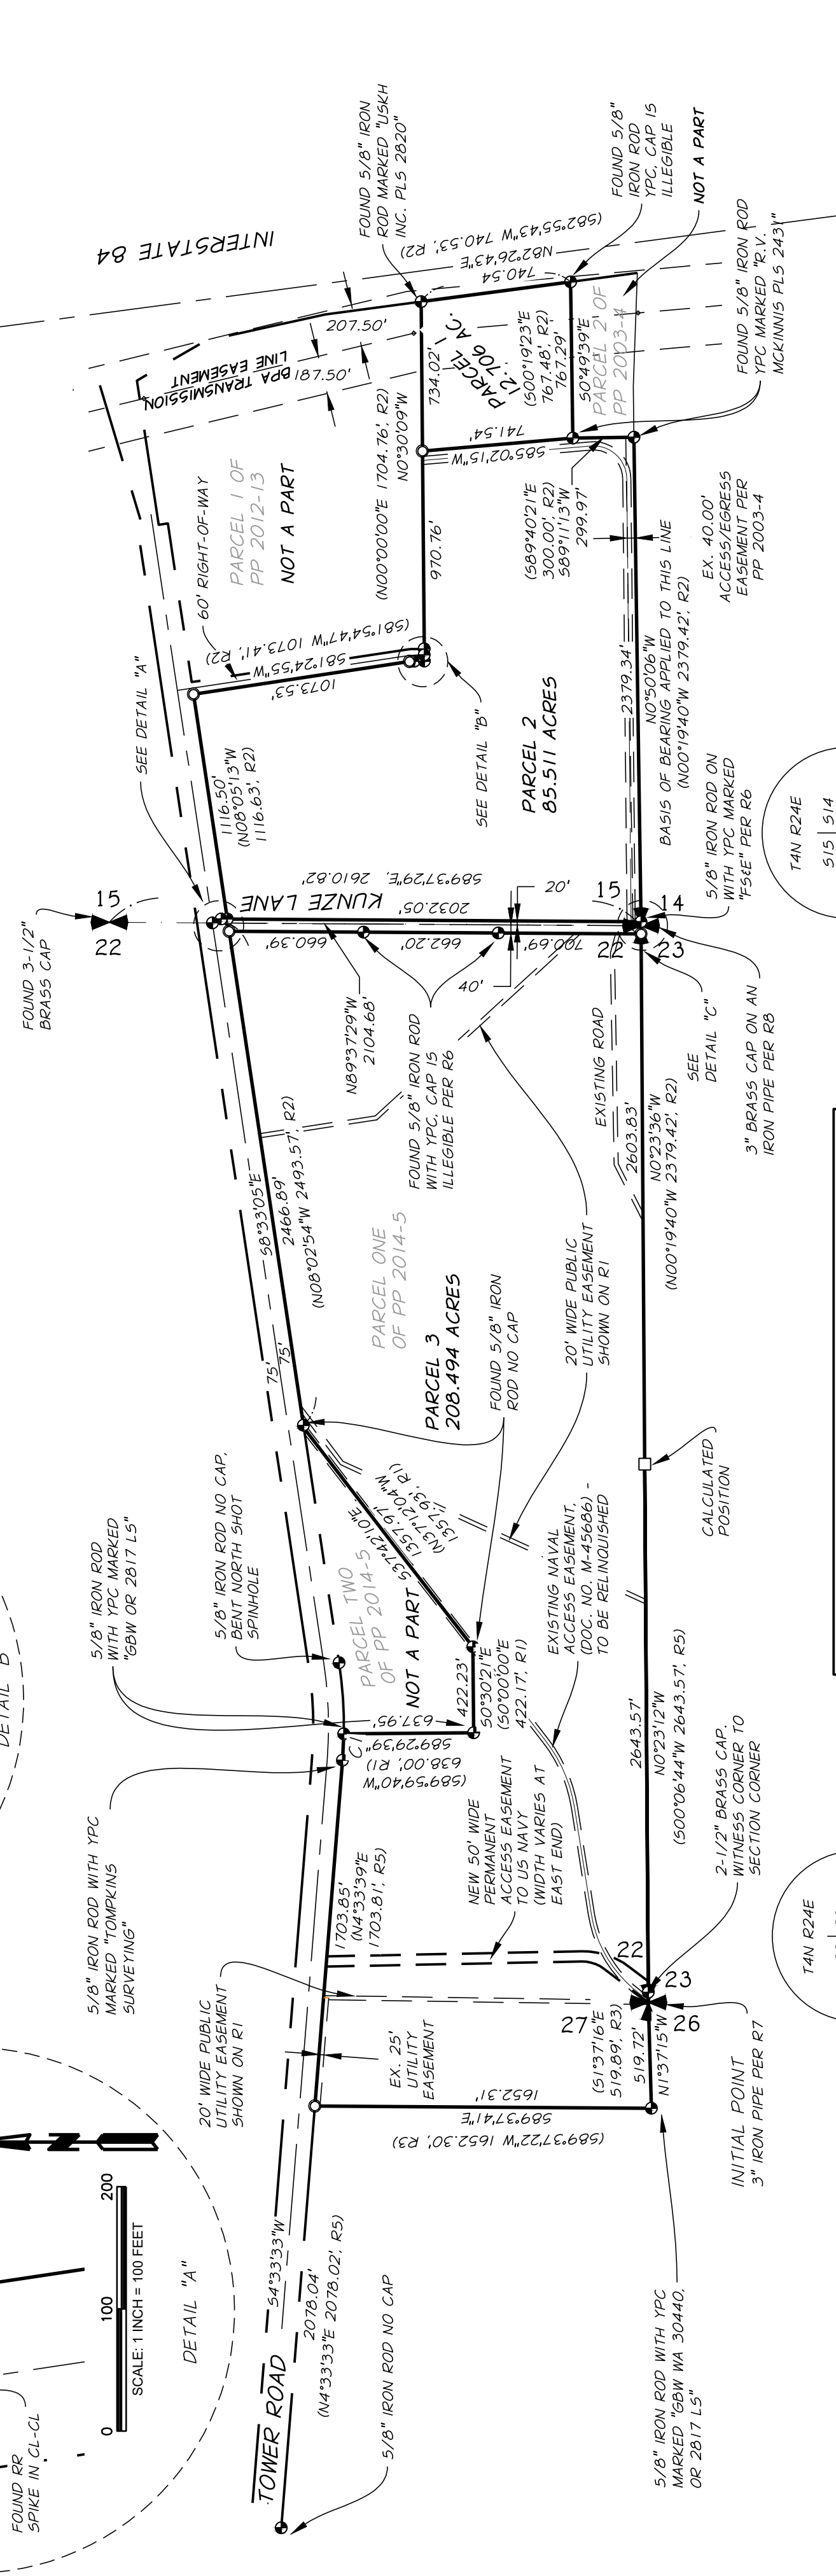 INTERSTATE 84
FOUND 5/8" IRON
ROD MARKED "USKH
INC. PLS 2820"
(S82°55'43"W 740.53', R2)
N82°26'43"E
740.54
FOUND 5/8"
IRON ROD
YPC, CAP IS
ILLEGIBLE
NOT A PART
FOUND 5/8" IRON ROD
YPC MARKED "R.V.
MCKINNIS PLS 2431"
207.50'
BPA TRANSMISSION
LINE EASEMENT
187.50'
734.02'
PARCEL 1
12.706 AC.
(S00°19'23"E
767.48', R2)
767.29'
S0°49'39"E
PARCEL 2 OF
PP 2003-4
(N00°00'00"E 1704.76', R2)
N0°30'09"W
970.76'
741.54'
S85°02'15"W
(S89°40'21"E
300.00', R2)
S89°11'13"W
299.97'
60' RIGHT-OF-WAY
PARCEL 1 OF
PP 2012-13
NOT A PART
EX. 40.00'
ACCESS/EGRESS
EASEMENT PER
PP 2003-4
(S81°54'47"W 1073.41', R2)
S81°24'55"W
1073.53'
SEE DETAIL "A"
SEE DETAIL "B"
PARCEL 2
85.511 ACRES
2379.34'
N0°50'06"W
BASIS OF BEARING APPLIED TO THIS LINE
(N00°19'40"W 2379.42', R2)
1116.50'
(N08°05'13"W
1116.63', R2)
5/8" IRON ROD ON
WITH YPC MARKED
"FS&E" PER R6
T4N R24E
S15 | S14
FOUND 3-1/2"
BRASS CAP
15
22
S89°37'29"E, 2610.82'
KUNZE LANE
2032.05'
20'
15
14
22
23
660.39'
662.20'
700.69'
40'
N89°37'29"W
2104.68'
FOUND 5/8" IRON ROD
WITH YPC, CAP IS
ILLEGIBLE PER R6
EXISTING ROAD
SEE
DETAIL "C"
3" BRASS CAP ON AN
IRON PIPE PER R8
2603.83'
N0°23'36"W
(N00°19'40"W 2379.42', R2)
S8°33'05"E
2466.89'
(N08°02'54"W 2493.57', R2)
75'
75'
PARCEL ONE
OF PP 2014-5
PARCEL 3
208.494 ACRES
FOUND 5/8" IRON
ROD NO CAP
20' WIDE PUBLIC
UTILITY EASEMENT
SHOWN ON R1
CALCULATED
POSITION
5/8" IRON ROD
WITH YPC MARKED
"GBW OR 2817 LS"
5/8" IRON ROD NO CAP,
BENT NORTH SHOT
SPINHOLE
S37°42'10"E
1357.97'
(N37°12'04"W
1357.93', R1)
PARCEL TWO
OF PP 2014-5
NOT A PART
EXISTING NAVAL
ACCESS EASEMENT,
(DOC. NO. M-45686) -
TO BE RELINQUISHED
422.23'
S0°30'21"E
(S0°00'00"E
422.17', R1)
637.95'
S89°29'39"
638.00', R1)
(S89°59'40"W
C1
DETAIL B
5/8" IRON ROD WITH YPC
MARKED "TOMPKINS
SURVEYING"
NEW 50' WIDE
PERMANENT
ACCESS EASEMENT
TO US NAVY
(WIDTH VARIES AT
EAST END)
2643.57'
N0°23'12"W
(S00°06'44"W 2643.57', R5)
2-1/2" BRASS CAP,
WITNESS CORNER TO
SECTION CORNER
T4N R24E
1703.85'
(N4°33'39"E
1703.81', R5)
20' WIDE PUBLIC
UTILITY EASEMENT
SHOWN ON R1
EX. 25'
UTILITY
EASEMENT
22
23
27
26
(S1°37'16"E
519.89', R3)
519.72'
N1°37'15"W
INITIAL POINT
3" IRON PIPE PER R7
1652.31'
S89°37'41"E
(S89°37'22"W 1652.30', R3)
S4°33'33"W
2078.04'
(N4°33'33"E 2078.02', R5)
TOWER ROAD
5/8" IRON ROD NO CAP
5/8" IRON ROD WITH YPC
MARKED "GBW WA 30440,
OR 2817 LS"
0 100 200
SCALE: 1 INCH = 100 FEET
DETAIL "A"
FOUND RR
SPIKE IN CL-CL